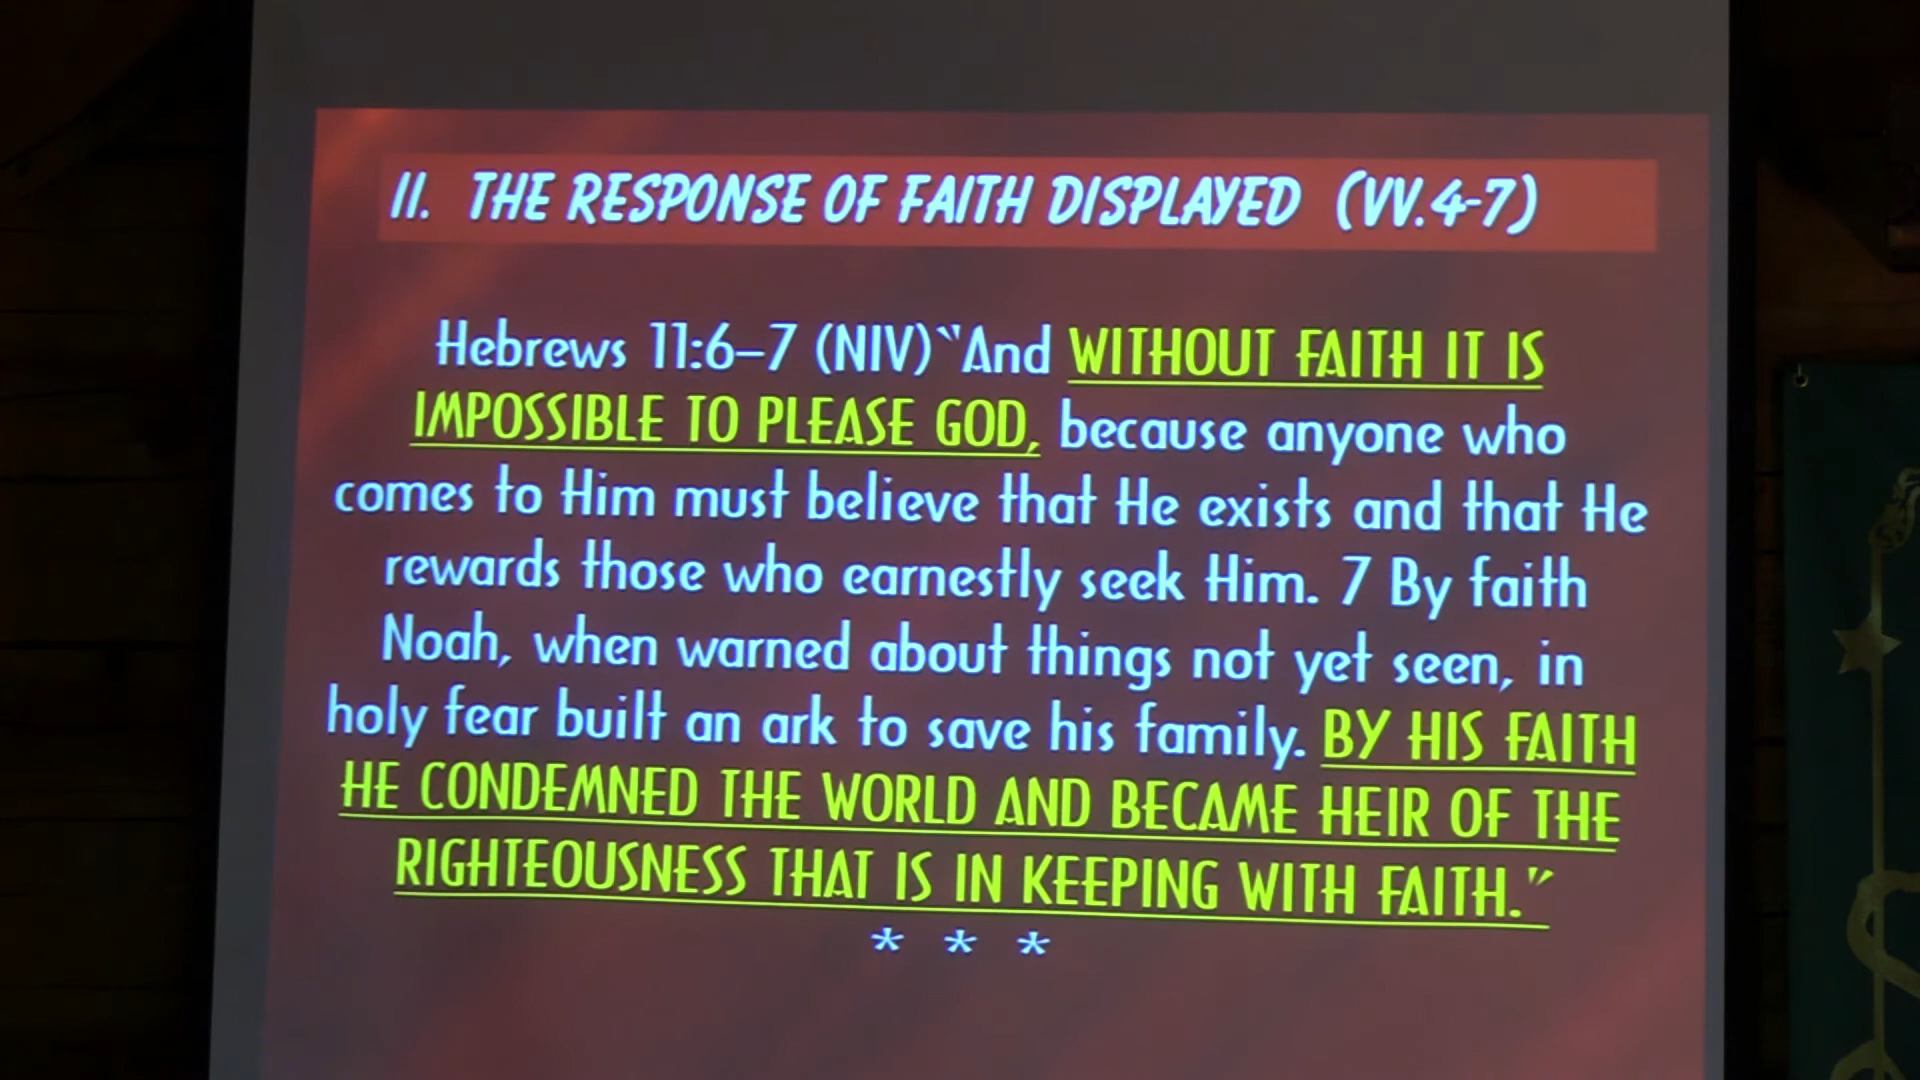 II. THE RESPONSE OF FAITH DISPLAYED (VV.4-7)
Hebrews 11:6–7 (NIV)“And WITHOUT FAITH IT IS
IMPOSSIBLE TO PLEASE GOD, because anyone who
comes to Him must believe that He exists and that He
rewards those who earnestly seek Him. 7 By faith
Noah, when warned about things not yet seen, in
holy fear built an ark to save his family. BY HIS FAITH
HE CONDEMNED THE WORLD AND BECAME HEIR OF THE
RIGHTEOUSNESS THAT IS IN KEEPING WITH FAITH.”
* * *